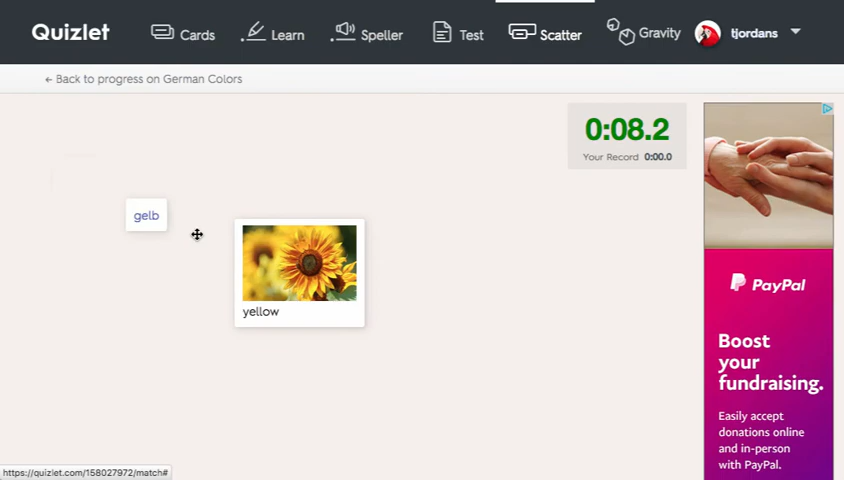 Quizlet
Cards
Learn
Speller
Test
Scatter
Gravity
tjordans
← Back to progress on German Colors
0:08.2
Your Record 0:00.0
gelb
yellow
PayPal
Boost
your
fundraising.
Easily accept
donations online
and in-person
with PayPal.
https://quizlet.com/158027972/match#